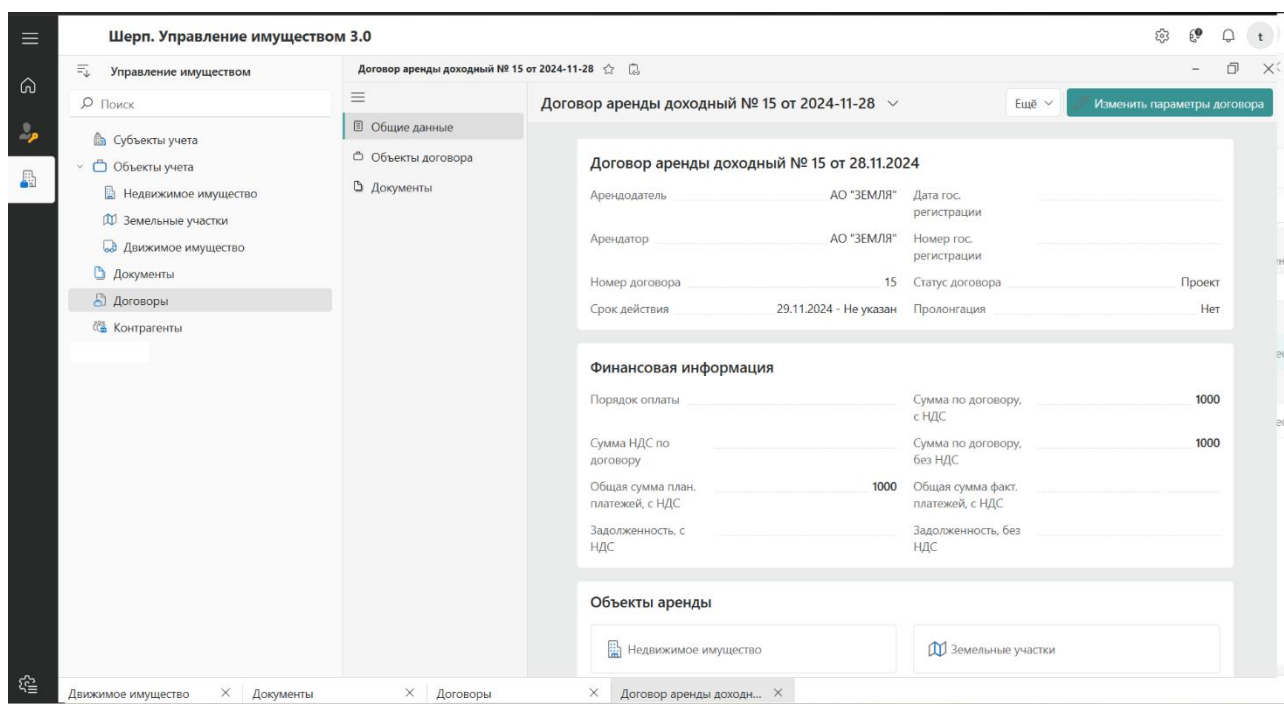 Шерп. Управление имуществом 3.0
t
Управление имуществом
Поиск
Субъекты учета
Объекты учета
Недвижимое имущество
Земельные участки
Движимое имущество
Документы
Договоры
Контрагенты
Договор аренды доходный № 15 от 2024-11-28
Общие данные
Объекты договора
Документы
Договор аренды доходный № 15 от 2024-11-28
Ещё
Изменить параметры договора
Договор аренды доходный № 15 от 28.11.2024
Арендодатель АО "ЗЕМЛЯ"
Дата гос.
регистрации
Арендатор АО "ЗЕМЛЯ"
Номер гос.
регистрации
Номер договора 15
Статус договора Проект
Срок действия 29.11.2024 - Не указан
Пролонгация Нет
Финансовая информация
Порядок оплаты
Сумма по договору, 1000
с НДС
Сумма НДС по
договору
Сумма по договору, 1000
без НДС
Общая сумма план. 1000
платежей, с НДС
Общая сумма факт.
платежей, с НДС
Задолженность, с
НДС
Задолженность, без
НДС
Объекты аренды
Недвижимое имущество
Земельные участки
Движимое имущество
Документы
Договоры
Договор аренды доходн...